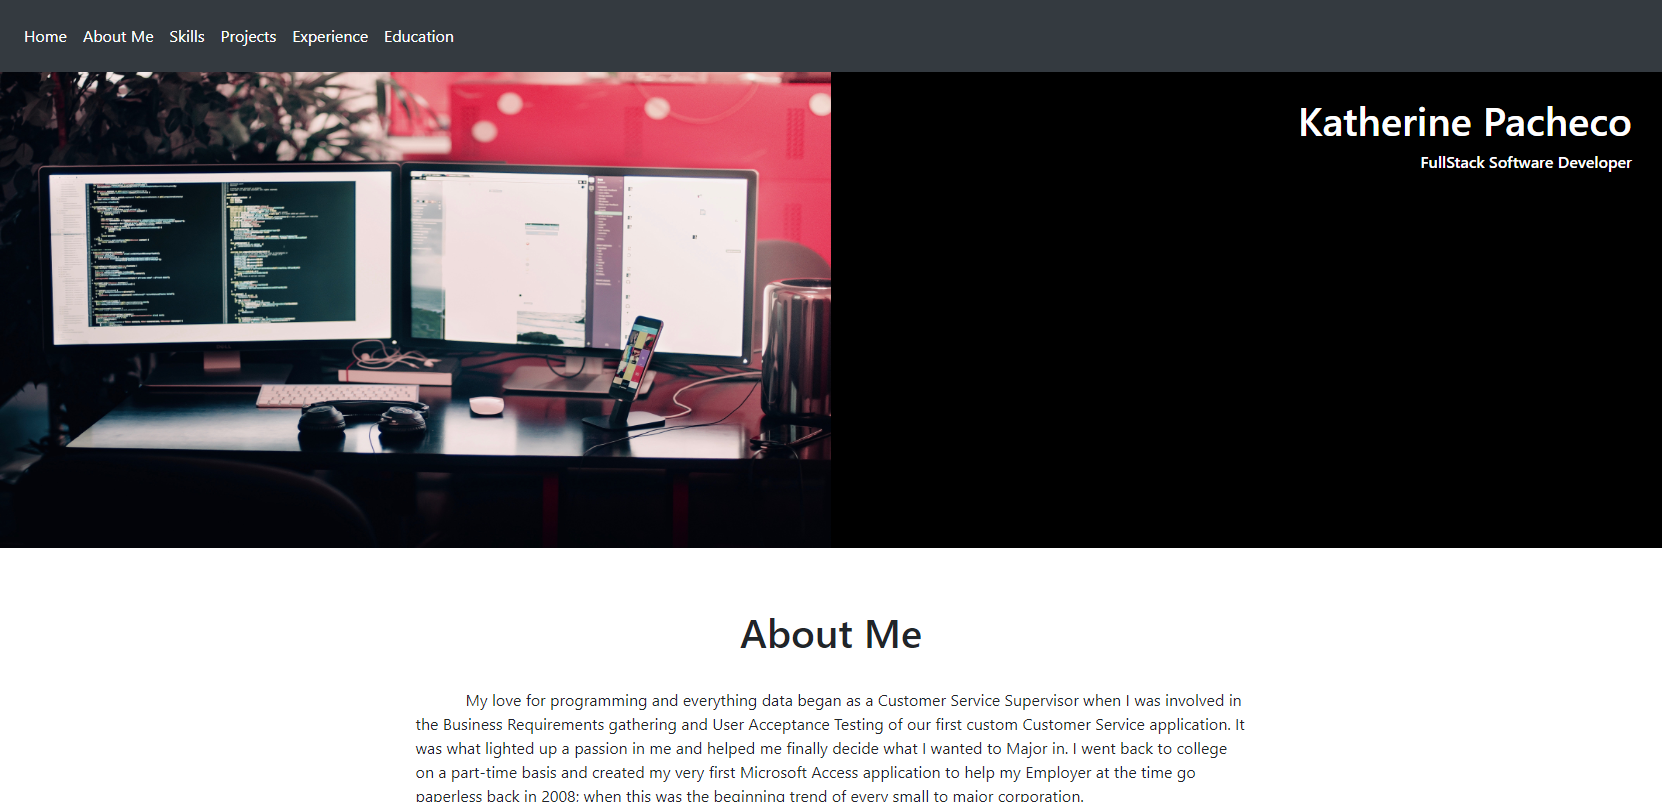 Home About Me Skills Projects Experience Education
Katherine Pacheco
FullStack Software Developer
About Me
My love for programming and everything data began as a Customer Service Supervisor when I was involved in
the Business Requirements gathering and User Acceptance Testing of our first custom Customer Service application. It
was what lighted up a passion in me and helped me finally decide what I wanted to Major in. I went back to college
on a part-time basis and created my very first Microsoft Access application to help my Employer at the time go
paperless back in 2008; when this was the beginning trend of every small to major corporation.